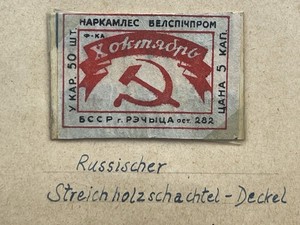 НАРКАМЛЕС БЕЛСПІЧПРОМ
Ф-КА
X октябрь
У КАР. 50 ШТ.
ЦАНА 5 КАП.
БССР г. РЭЧЫЦА ост. 282
Russischer
Streichholzschachtel-Deckel